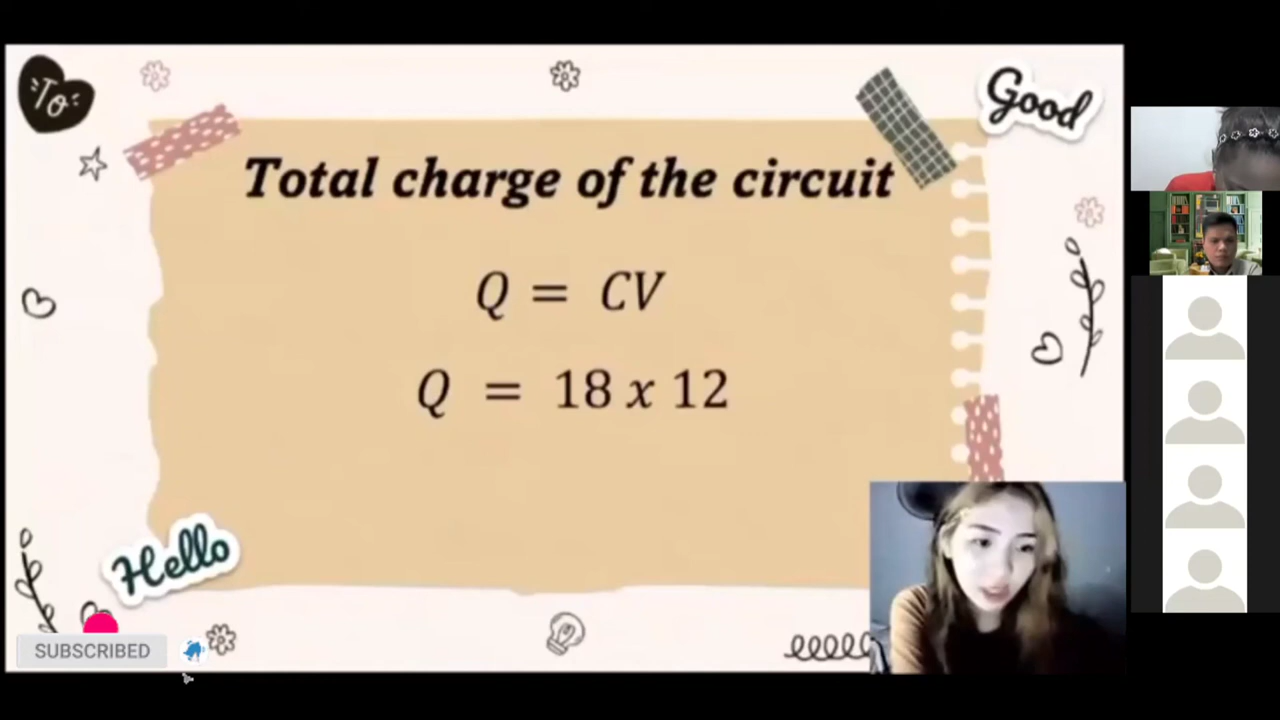 To
Good
Total charge of the circuit
Q = CV
Q = 18 x 12
Hello
SUBSCRIBED